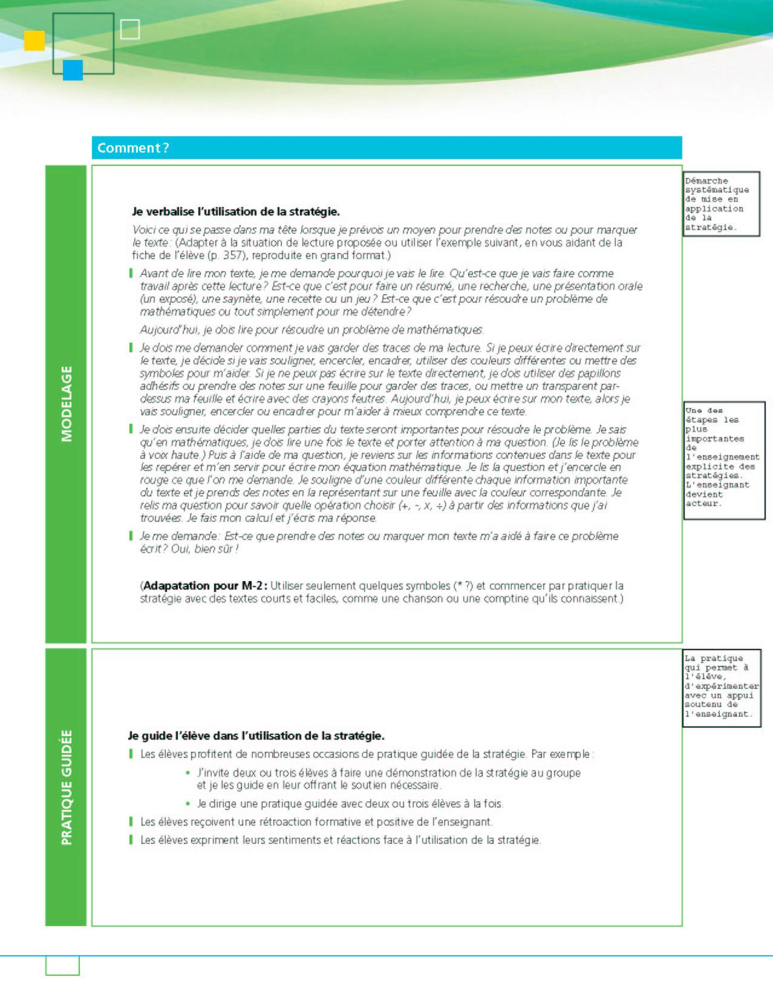 Comment ?
MODELAGE
Je verbalise l'utilisation de la stratégie.
Voici ce qui se passe dans ma tête lorsque je prévois un moyen pour prendre des notes ou pour marquer
le texte : (Adapter à la situation de lecture proposée ou utiliser l'exemple suivant, en vous aidant de la
fiche de l'élève (p. 357), reproduite en grand format.)
Avant de lire mon texte, je me demande pourquoi je vais le lire. Qu'est-ce que je vais faire comme
travail après cette lecture ? Est-ce que c'est pour faire un résumé, une recherche, une présentation orale
(un exposé), une saynète, une recette ou un jeu ? Est-ce que c'est pour résoudre un problème de
mathématiques ou tout simplement pour me détendre ?
Aujourd'hui, je dois lire pour résoudre un problème de mathématiques.
Je dois me demander comment je vais garder des traces de ma lecture. Si je peux écrire directement sur
le texte, je décide si je vais souligner, encercler, encadrer, utiliser des couleurs différentes ou mettre des
symboles pour m'aider. Si je ne peux pas écrire sur le texte directement, je dois utiliser des papillons
adhésifs ou prendre des notes sur une feuille pour garder des traces, ou mettre un transparent par-
dessus ma feuille et écrire avec des crayons feutres. Aujourd'hui, je peux écrire sur mon texte, alors je
vais souligner, encercler ou encadrer pour m'aider à mieux comprendre ce texte.
Je dois ensuite décider quelles parties du texte seront importantes pour résoudre le problème. Je sais
qu'en mathématiques, je dois lire une fois le texte et porter attention à ma question. (Je lis le problème
à voix haute.) Puis à l'aide de ma question, je reviens sur les informations contenues dans le texte pour
les repérer et m'en servir pour écrire mon équation mathématique. Je lis la question et j'encercle en
rouge ce que l'on me demande. Je souligne d'une couleur différente chaque information importante
du texte et je prends des notes en la représentant sur une feuille avec la couleur correspondante. Je
relis ma question pour savoir quelle opération choisir (+, -, x, ÷) à partir des informations que j'ai
trouvées. Je fais mon calcul et j'écris ma réponse.
Je me demande : Est-ce que prendre des notes ou marquer mon texte m'a aidé à faire ce problème
écrit ? Oui, bien sûr !
(Adapatation pour M-2 : Utiliser seulement quelques symboles (* ?) et commencer par pratiquer la
stratégie avec des textes courts et faciles, comme une chanson ou une comptine qu'ils connaissent.)
Démarche
systématique
de mise en
application
de la
stratégie.
Une des
étapes les
plus
importantes
de
l'enseignement
explicite des
stratégies.
L'enseignant
devient
acteur.
PRATIQUE GUIDÉE
Je guide l'élève dans l'utilisation de la stratégie.
Les élèves profitent de nombreuses occasions de pratique guidée de la stratégie. Par exemple :
• J'invite deux ou trois élèves à faire une démonstration de la stratégie au groupe
et je les guide en leur offrant le soutien nécessaire.
• Je dirige une pratique guidée avec deux ou trois élèves à la fois.
Les élèves reçoivent une rétroaction formative et positive de l'enseignant.
Les élèves expriment leurs sentiments et réactions face à l'utilisation de la stratégie.
La pratique
qui permet à
l'élève,
d'expérimenter
avec un appui
soutenu de
l'enseignant.